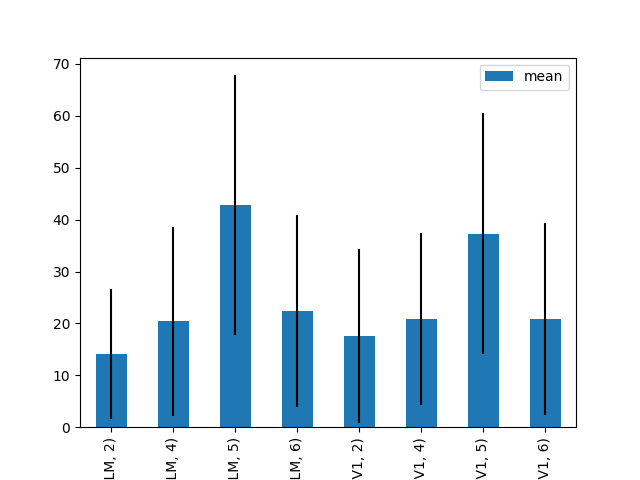 70
60
50
40
30
20
10
0
mean
LM, 2)
LM, 4)
LM, 5)
LM, 6)
V1, 2)
V1, 4)
V1, 5)
V1, 6)